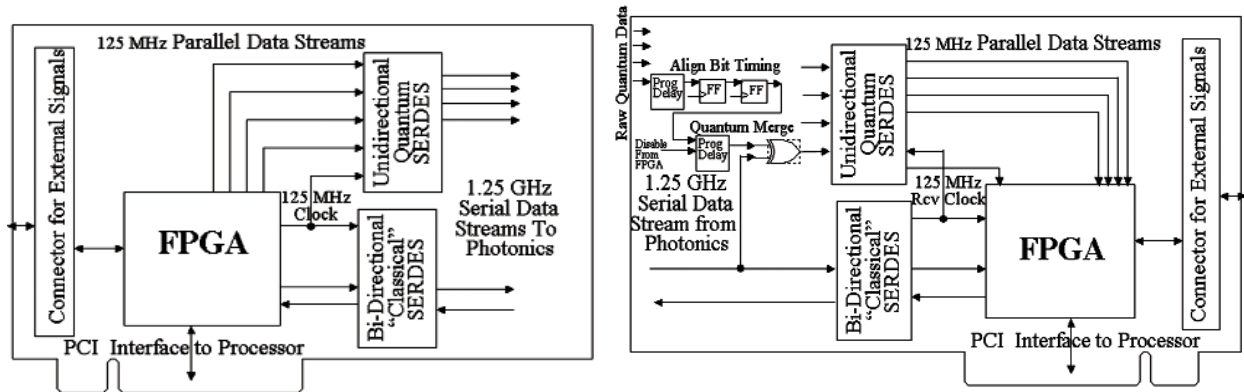 125 MHz Parallel Data Streams
Connector for External Signals
Unidirectional
Quantum
SERDES
125 MHz
Clock
1.25 GHz
Serial Data
Streams To
Photonics
FPGA
Bi-Directional
“Classical”
SERDES
PCI Interface to Processor
Raw Quantum Data
Align Bit Timing
Prog
Delay
FF
FF
Quantum Merge
Disable
From
FPGA
Prog
Delay
1.25 GHz
Serial Data
Stream from
Photonics
Unidirectional
Quantum
SERDES
125 MHz Parallel Data Streams
125 MHz
Rcv Clock
Bi-Directional
“Classical”
SERDES
FPGA
Connector for External Signals
PCI Interface to Processor